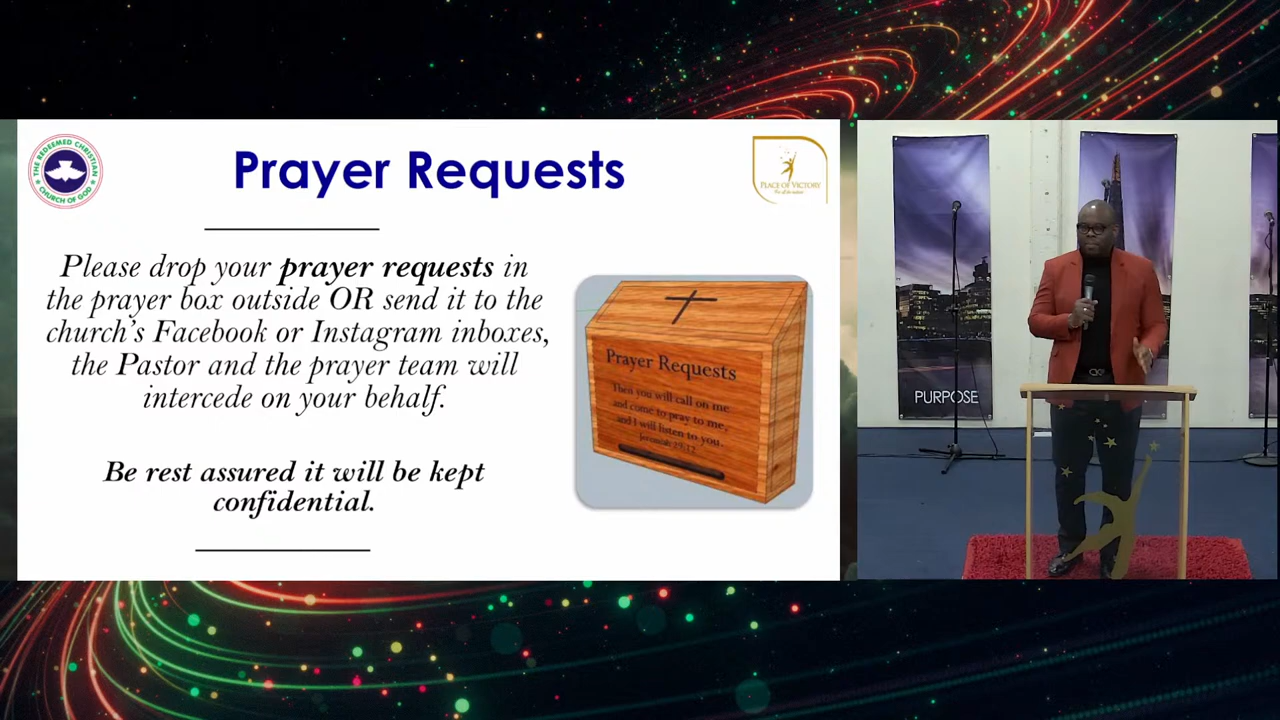 THE REDEEMED CHRISTIAN
CHURCH OF GOD
Prayer Requests
PLACE OF VICTORY
Please drop your prayer requests in
the prayer box outside OR send it to the
church's Facebook or Instagram inboxes,
the Pastor and the prayer team will
intercede on your behalf.
Be rest assured it will be kept
confidential.
Prayer Requests
Then you will call on me
and come to pray to me,
and I will listen to you.
Jeremiah 29:12
PURPOSE